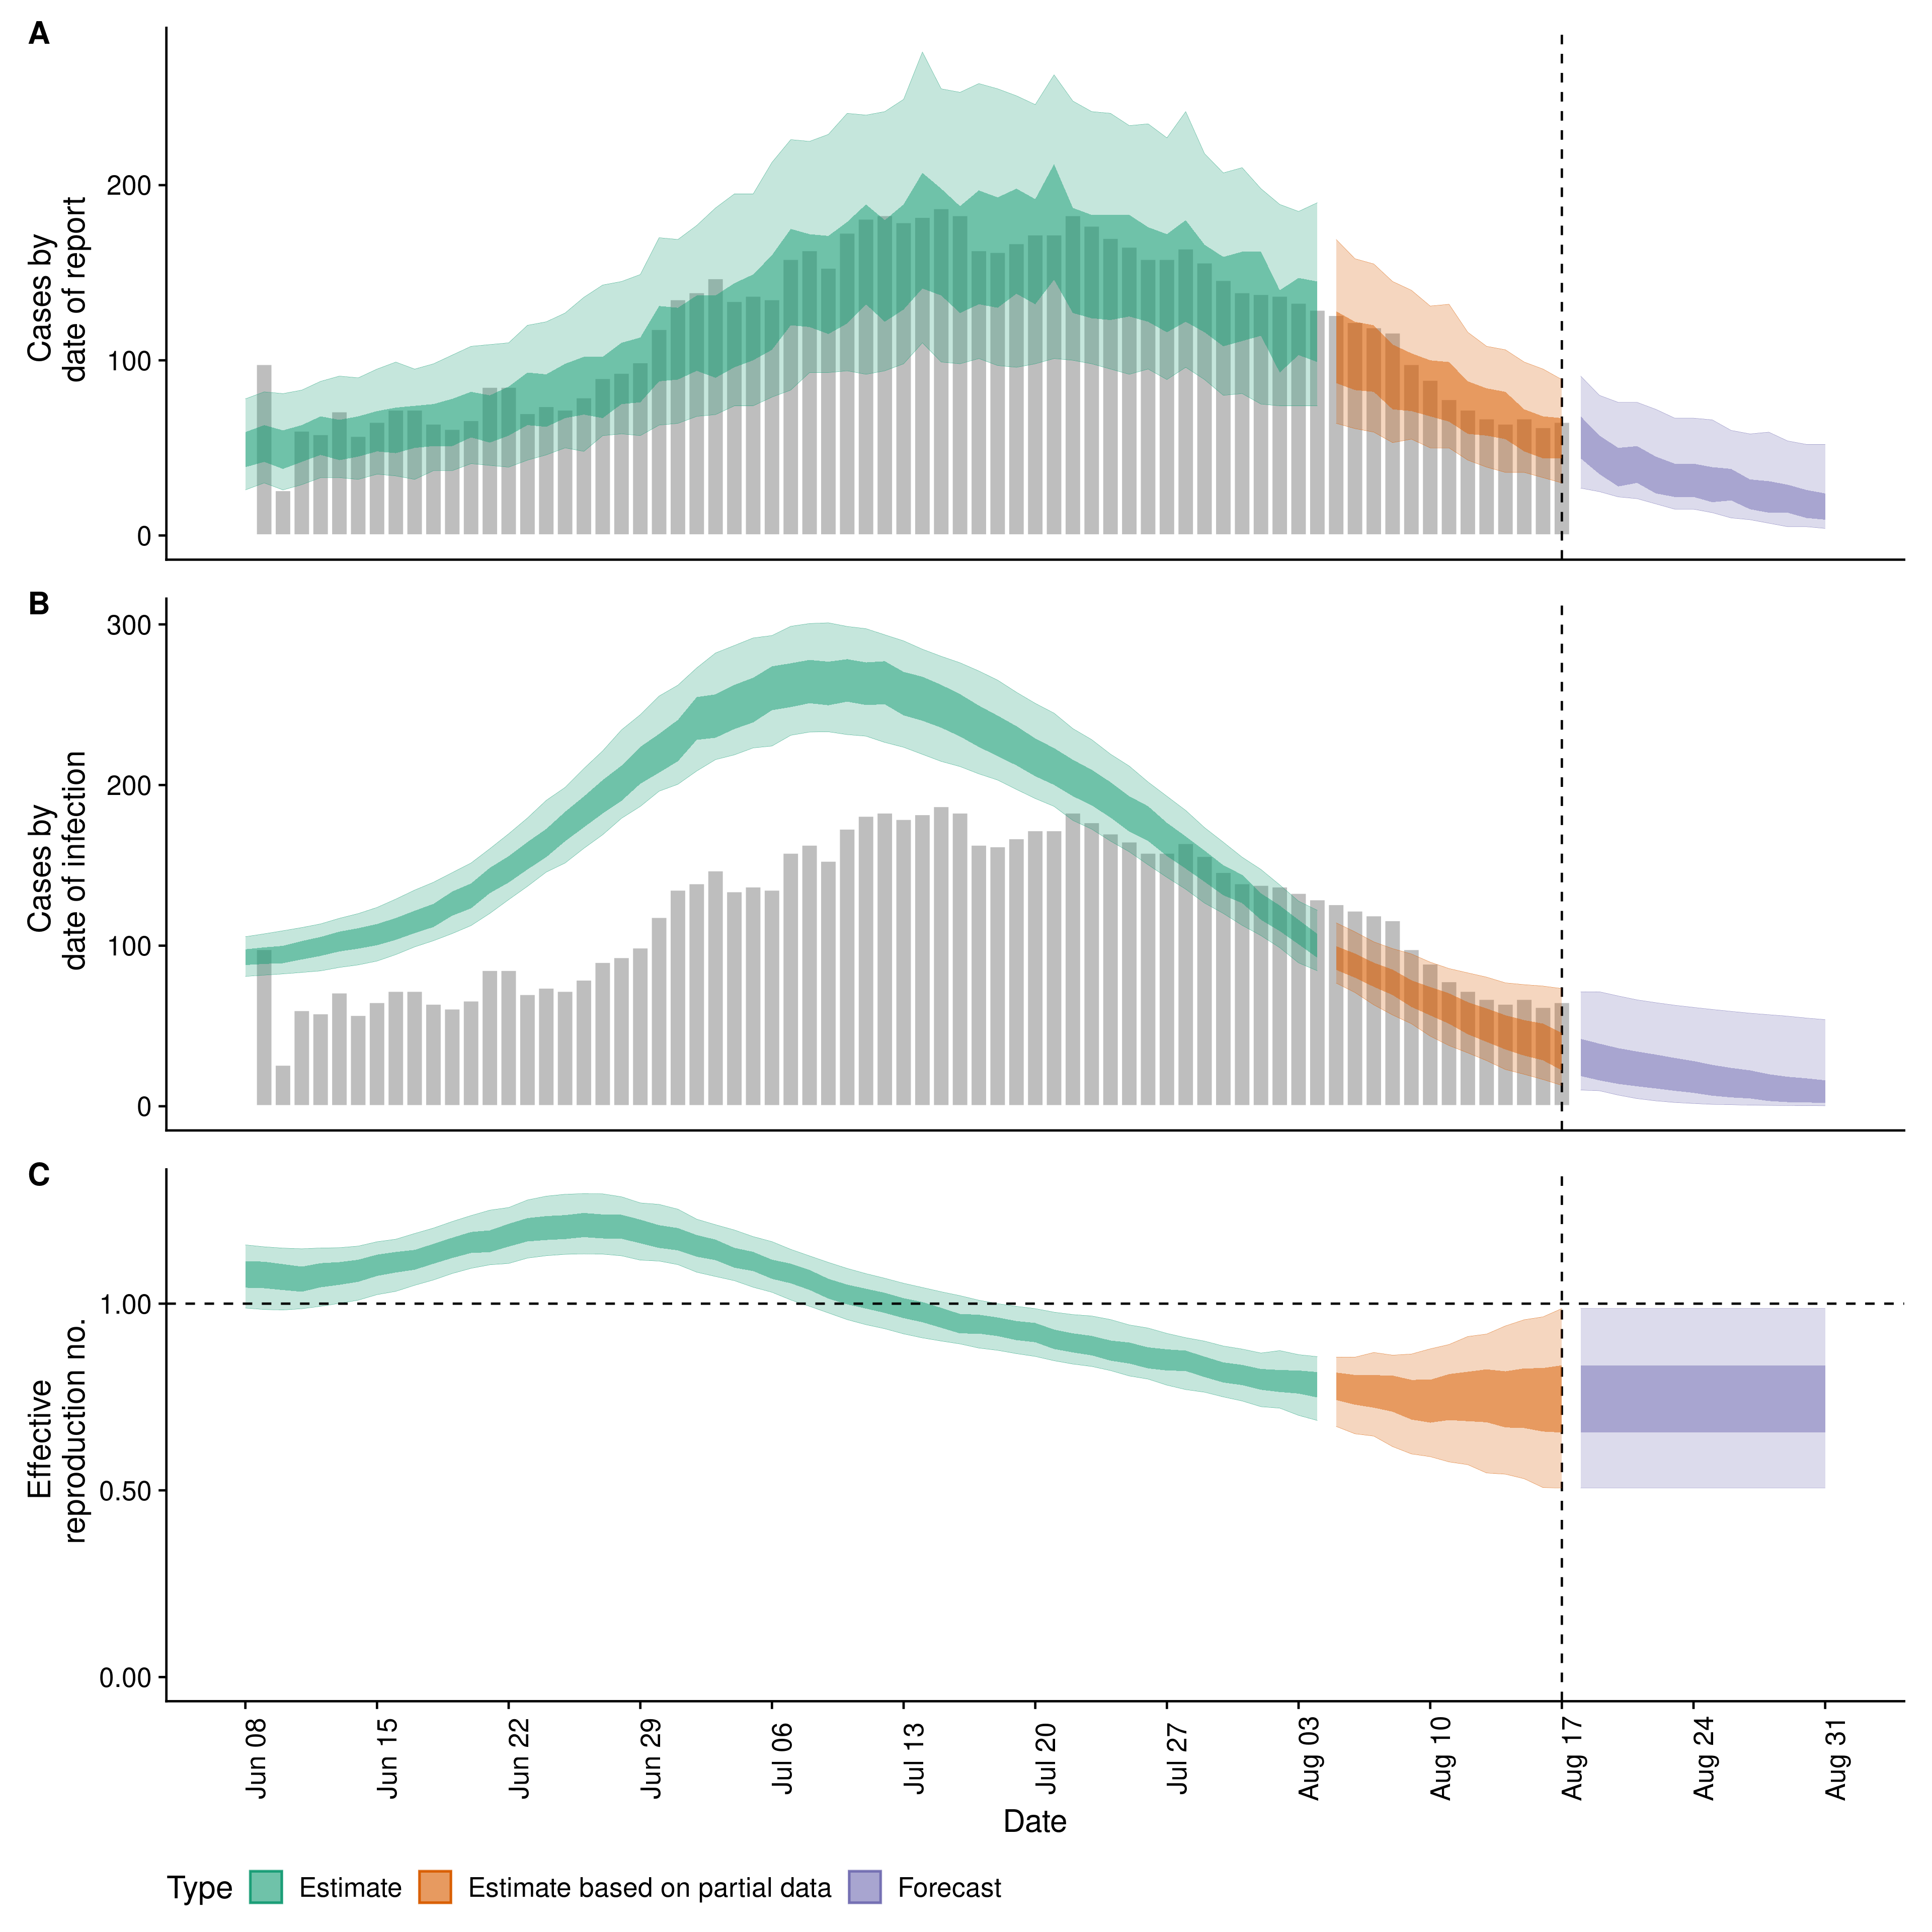 A
Cases by
date of report
200
100
0
B
Cases by
date of infection
300
200
100
0
C
Effective
reproduction no.
1.00
0.50
0.00
Jun 08
Jun 15
Jun 22
Jun 29
Jul 06
Jul 13
Jul 20
Jul 27
Aug 03
Aug 10
Aug 17
Aug 24
Aug 31
Date
Type Estimate Estimate based on partial data Forecast